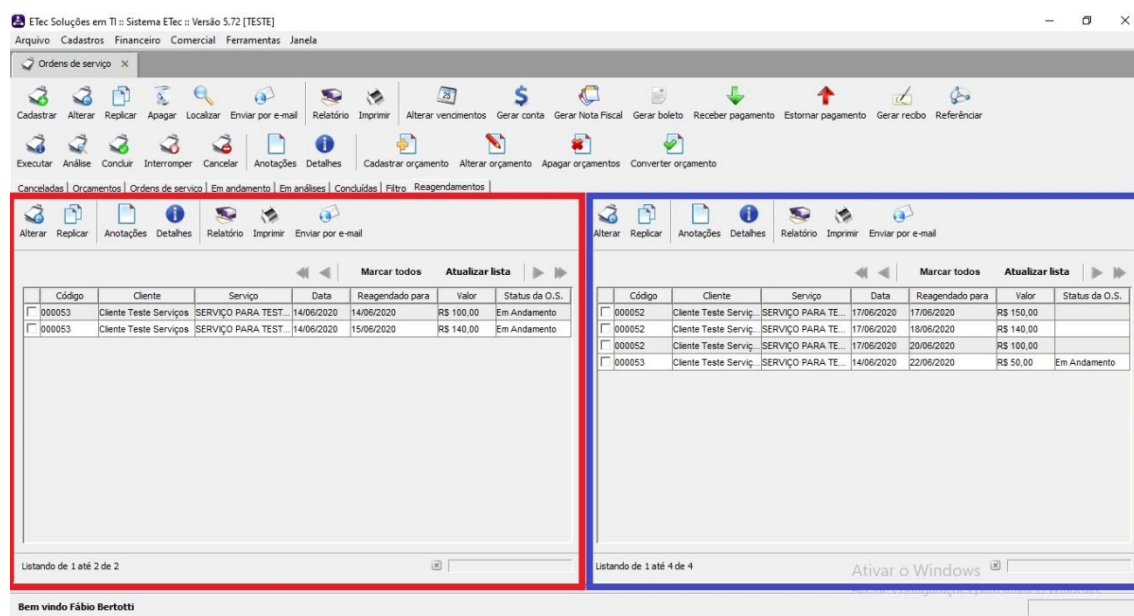 ETec Soluções em TI :: Sistema ETec :: Versão 5.72 [TESTE]
Arquivo Cadastros Financeiro Comercial Ferramentas Janela
Ordens de serviço
Cadastrar Alterar Replicar Apagar Localizar Enviar por e-mail Relatório Imprimir Alterar vencimentos Gerar conta Gerar Nota Fiscal Gerar boleto Receber pagamento Estornar pagamento Gerar recibo Referênciar
Executar Análise Concluir Interromper Cancelar Anotações Detalhes Cadastrar orçamento Alterar orçamento Apagar orçamentos Converter orçamento
Canceladas Orçamentos Ordens de serviço Em andamento Em análises Concluídas Filtro Reagendamentos
Alterar Replicar Anotações Detalhes Relatório Imprimir Enviar por e-mail
Marcar todos Atualizar lista
Código Cliente Serviço Data Reagendado para Valor Status da O.S.
000053 Cliente Teste Serviços SERVIÇO PARA TEST... 14/06/2020 14/06/2020 R$ 100,00 Em Andamento
000053 Cliente Teste Serviços SERVIÇO PARA TEST... 14/06/2020 15/06/2020 R$ 140,00 Em Andamento
Listando de 1 até 2 de 2
Alterar Replicar Anotações Detalhes Relatório Imprimir Enviar por e-mail
Marcar todos Atualizar lista
Código Cliente Serviço Data Reagendado para Valor Status da O.S.
000052 Cliente Teste Serviç... SERVIÇO PARA TE... 17/06/2020 17/06/2020 R$ 150,00
000052 Cliente Teste Serviç... SERVIÇO PARA TE... 17/06/2020 18/06/2020 R$ 140,00
000052 Cliente Teste Serviç... SERVIÇO PARA TE... 17/06/2020 20/06/2020 R$ 100,00
000053 Cliente Teste Serviç... SERVIÇO PARA TE... 14/06/2020 22/06/2020 R$ 50,00 Em Andamento
Listando de 1 até 4 de 4
Ativar o Windows
Bem vindo Fábio Bertotti